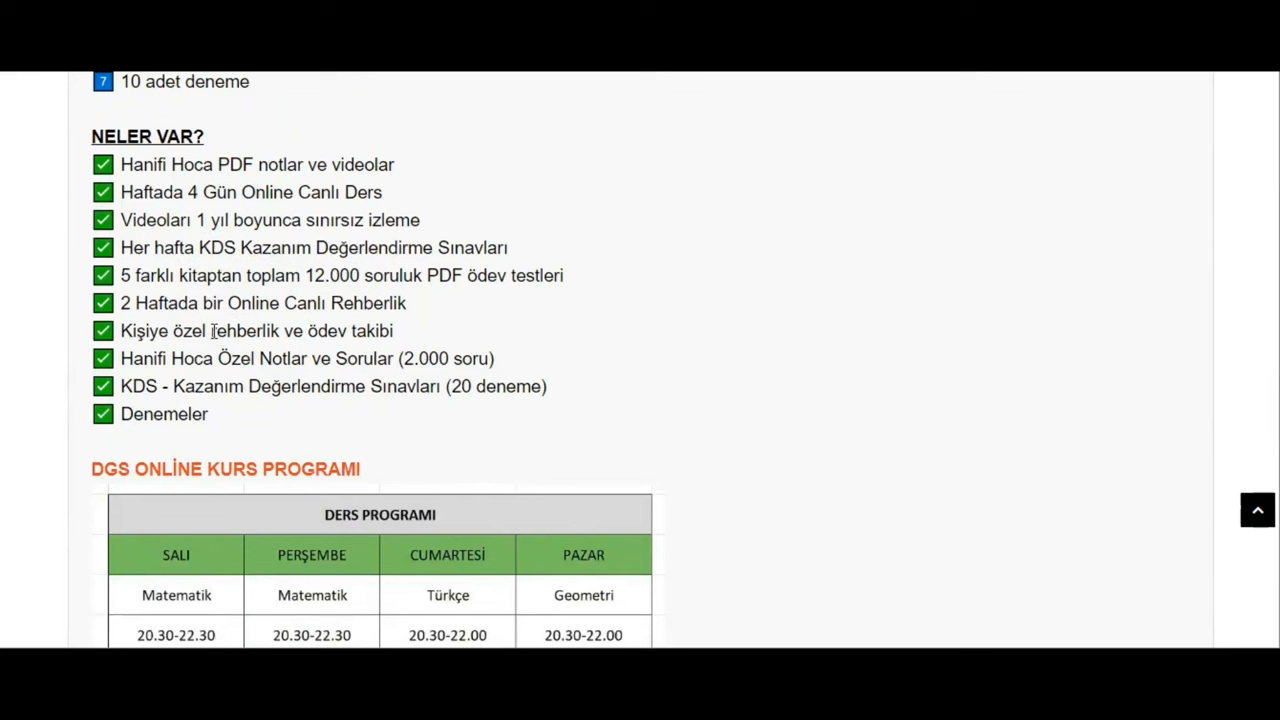 7 10 adet deneme
NELER VAR?
Hanifi Hoca PDF notlar ve videolar
Haftada 4 Gün Online Canlı Ders
Videoları 1 yıl boyunca sınırsız izleme
Her hafta KDS Kazanım Değerlendirme Sınavları
5 farklı kitaptan toplam 12.000 soruluk PDF ödev testleri
2 Haftada bir Online Canlı Rehberlik
Kişiye özel rehberlik ve ödev takibi
Hanifi Hoca Özel Notlar ve Sorular (2.000 soru)
KDS - Kazanım Değerlendirme Sınavları (20 deneme)
Denemeler
DGS ONLİNE KURS PROGRAMI
DERS PROGRAMI
SALI PERŞEMBE CUMARTESİ PAZAR
Matematik Matematik Türkçe Geometri
20.30-22.30 20.30-22.30 20.30-22.00 20.30-22.00